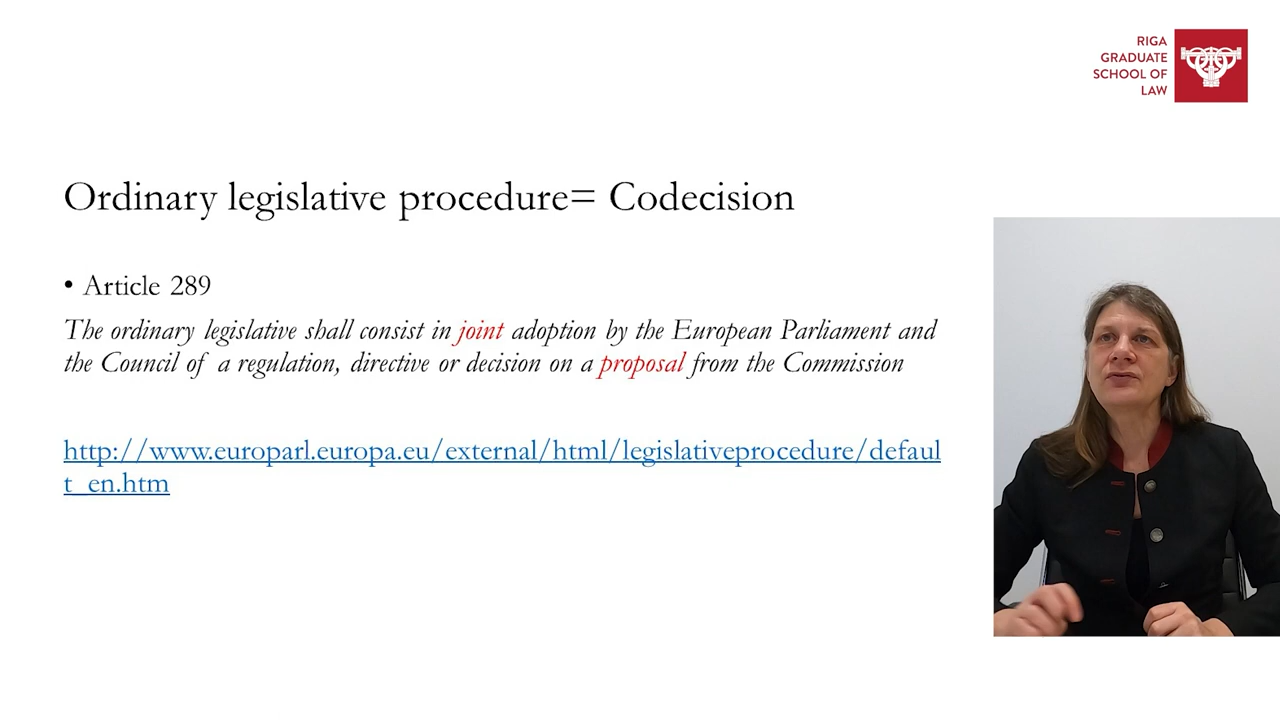 RIGA
GRADUATE
SCHOOL OF
LAW
Ordinary legislative procedure= Codecision
• Article 289
The ordinary legislative shall consist in joint adoption by the European Parliament and
the Council of a regulation, directive or decision on a proposal from the Commission
http://www.europarl.europa.eu/external/html/legislativeprocedure/defaul
t_en.htm